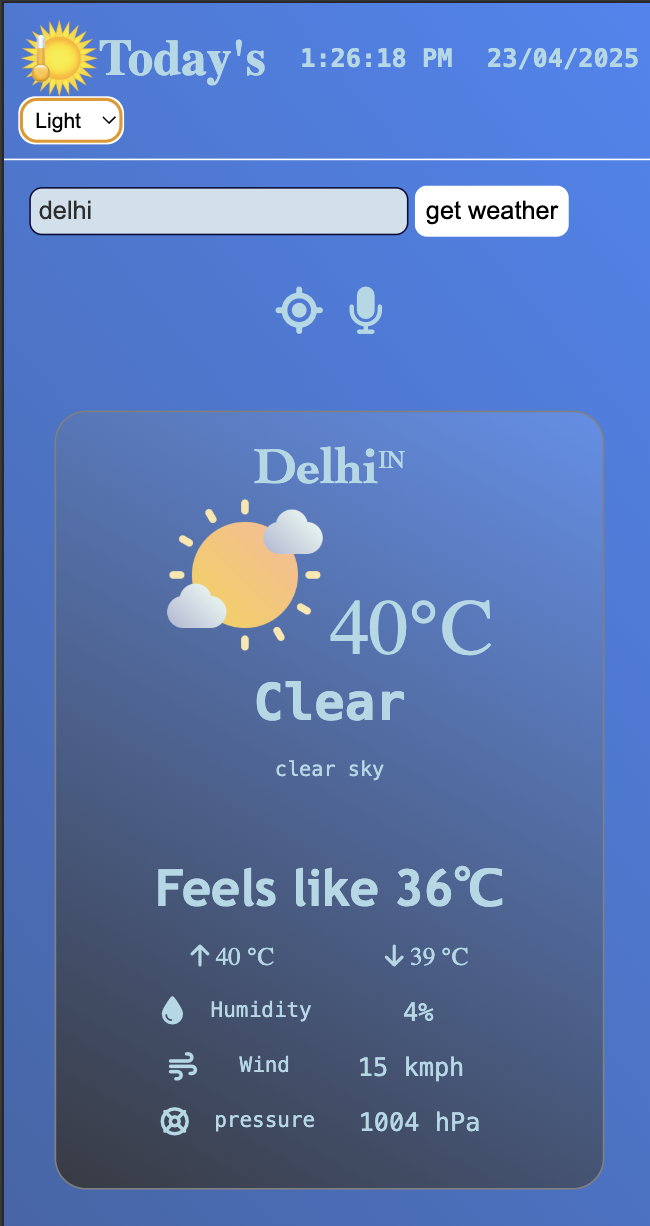 Today's 1:26:18 PM 23/04/2025
Light
delhi get weather
Delhi IN
40°C
Clear
clear sky
Feels like 36°C
↑ 40 °C ↓ 39 °C
Humidity 4%
Wind 15 kmph
pressure 1004 hPa